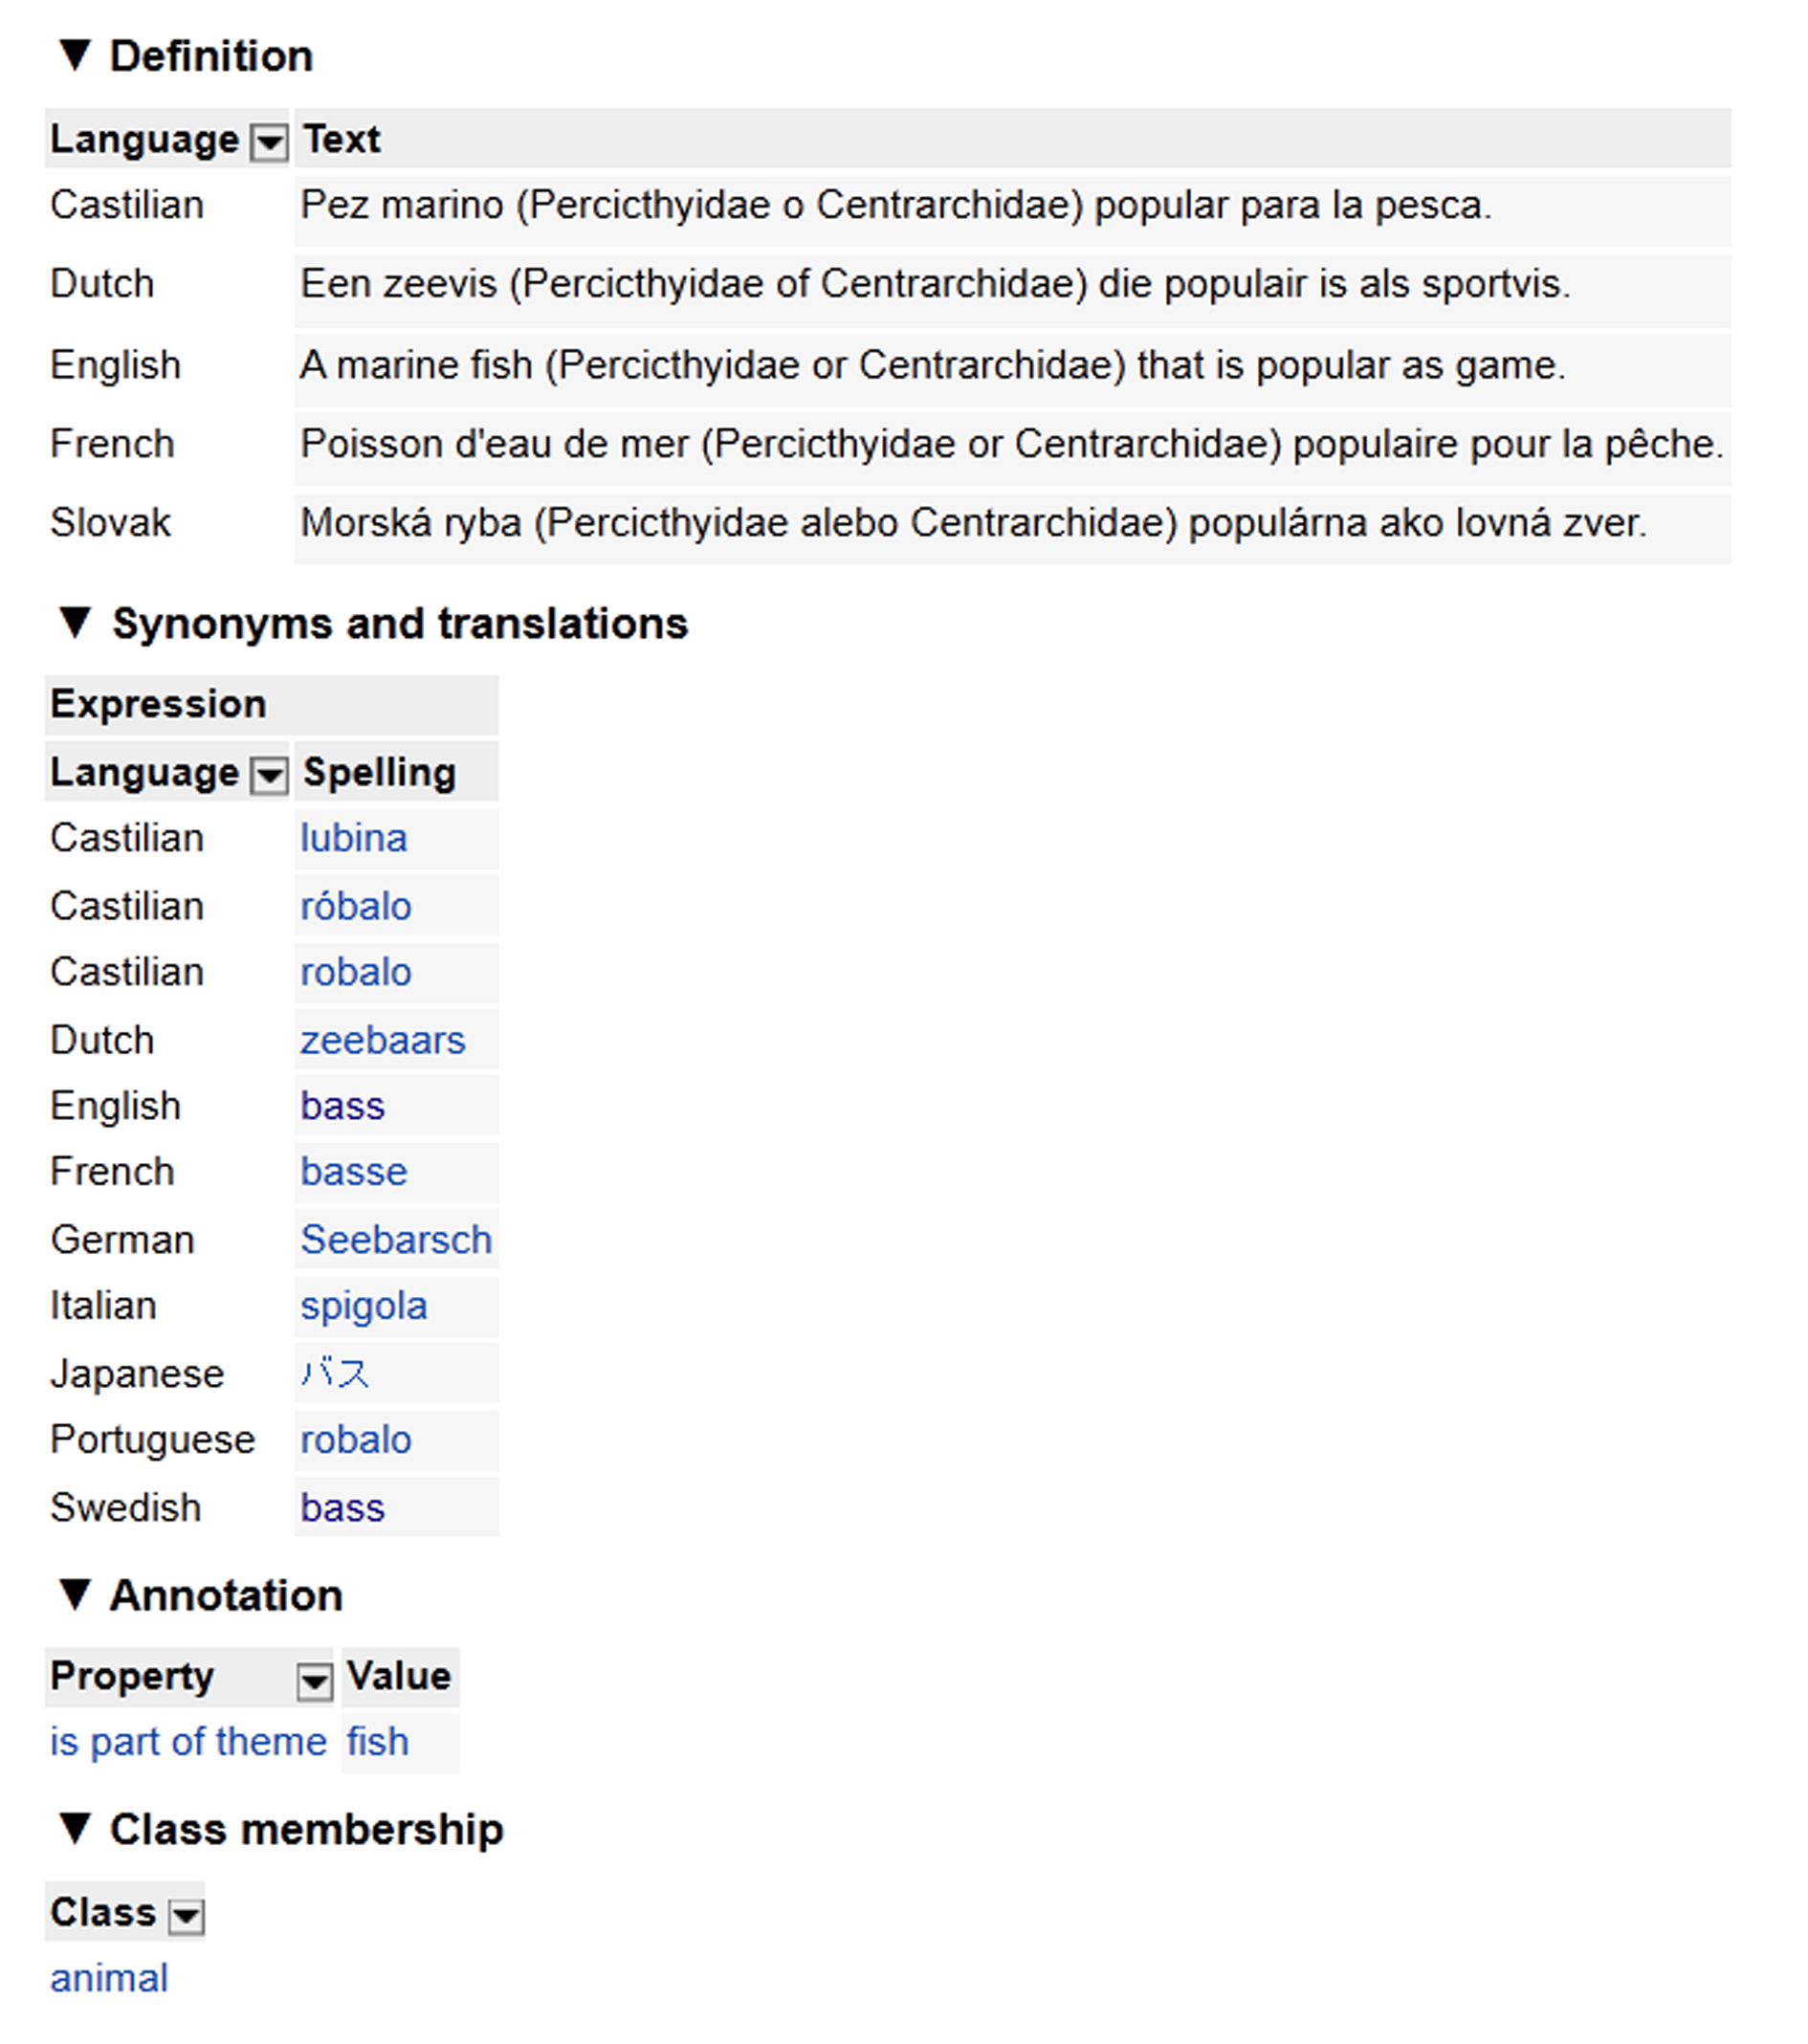 ▼ Definition
Language Text
Castilian Pez marino (Percicthyidae o Centrarchidae) popular para la pesca.
Dutch Een zeevis (Percicthyidae of Centrarchidae) die populair is als sportvis.
English A marine fish (Percicthyidae or Centrarchidae) that is popular as game.
French Poisson d'eau de mer (Percicthyidae or Centrarchidae) populaire pour la pêche.
Slovak Morská ryba (Percicthyidae alebo Centrarchidae) populárna ako lovná zver.
▼ Synonyms and translations
Expression
Language Spelling
Castilian lubina
Castilian róbalo
Castilian robalo
Dutch zeebaars
English bass
French basse
German Seebarsch
Italian spigola
Japanese バス
Portuguese robalo
Swedish bass
▼ Annotation
Property Value
is part of theme fish
▼ Class membership
Class
animal